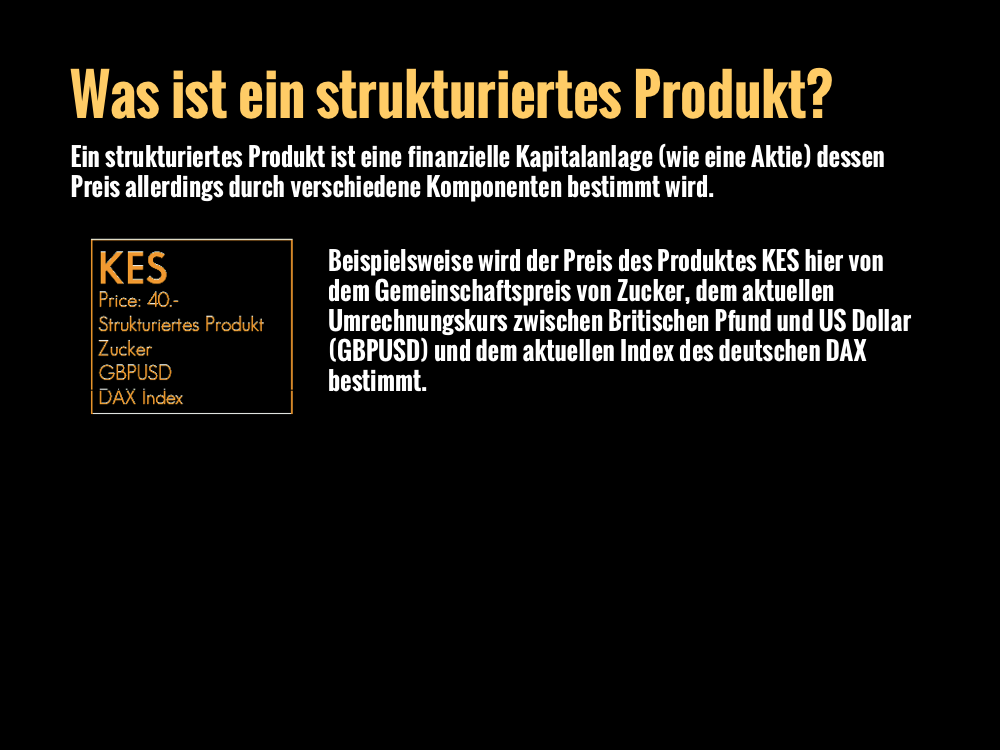 Was ist ein strukturiertes Produkt?
Ein strukturiertes Produkt ist eine finanzielle Kapitalanlage (wie eine Aktie) dessen
Preis allerdings durch verschiedene Komponenten bestimmt wird.
KES
Price: 40.-
Strukturiertes Produkt
Zucker
GBPUSD
DAX Index
Beispielsweise wird der Preis des Produktes KES hier von
dem Gemeinschaftspreis von Zucker, dem aktuellen
Umrechnungskurs zwischen Britischen Pfund und US Dollar
(GBPUSD) und dem aktuellen Index des deutschen DAX
bestimmt.